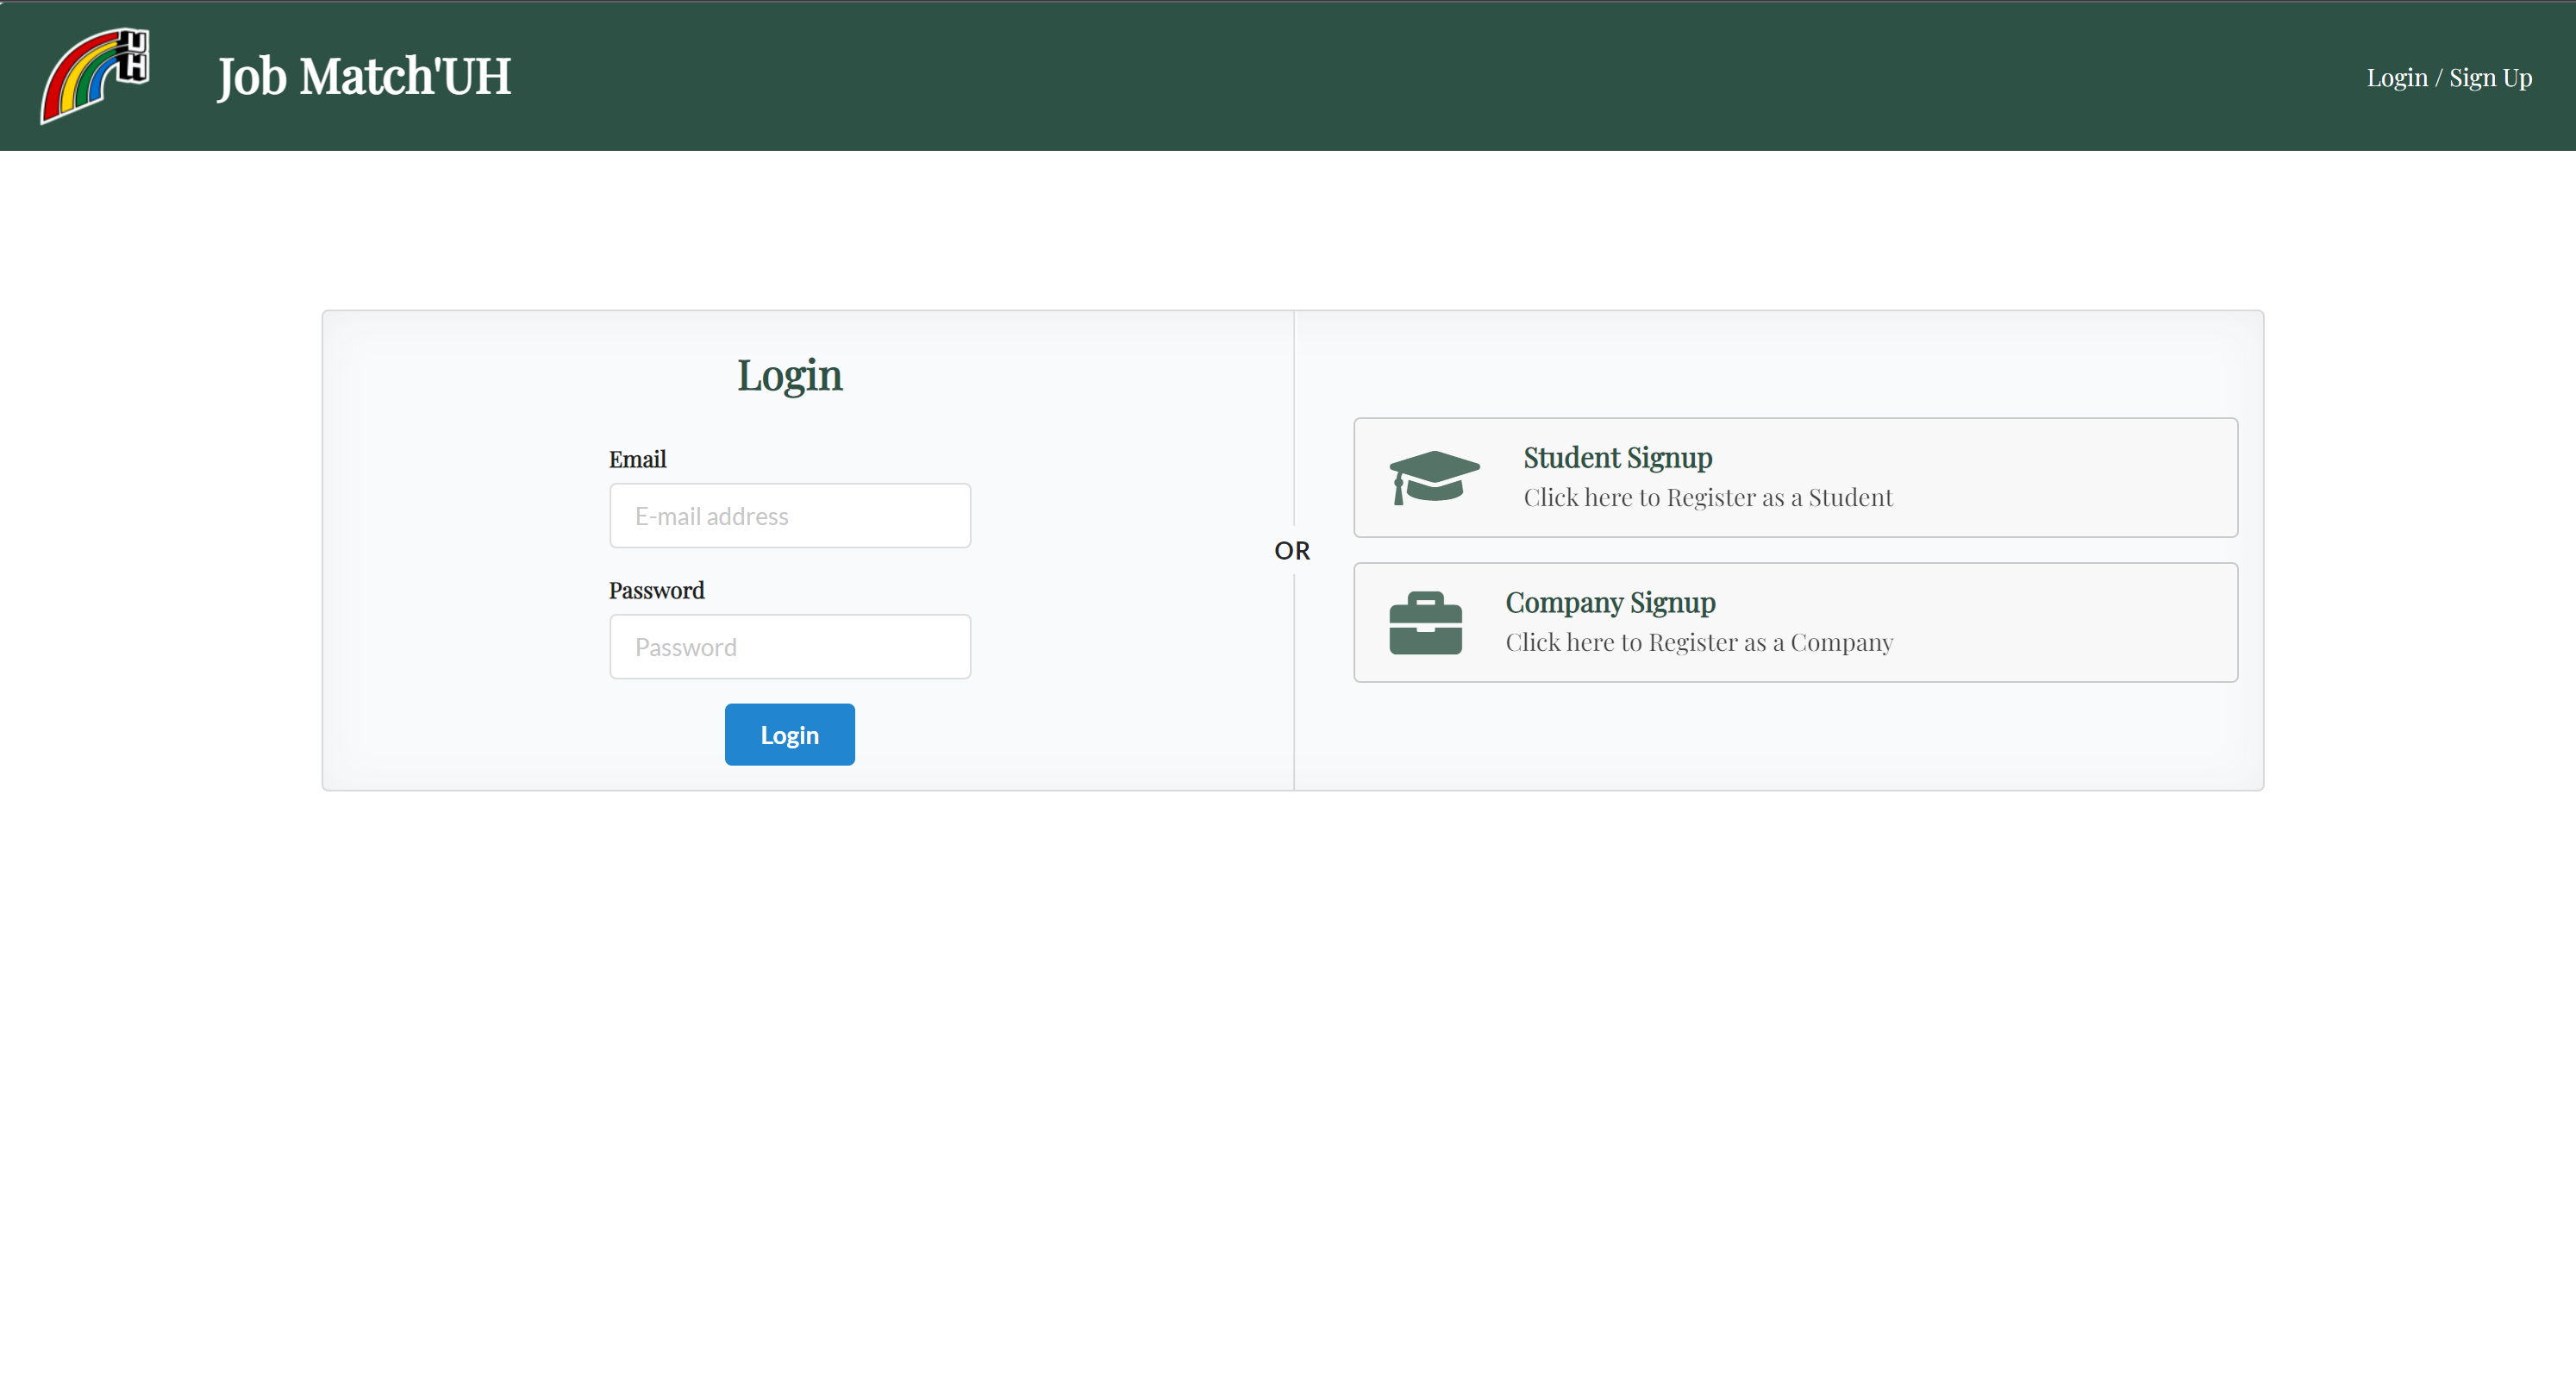 UH
Job Match'UH
Login / Sign Up
Login
Email
E-mail address
Password
Password
Login
OR
Student Signup
Click here to Register as a Student
Company Signup
Click here to Register as a Company